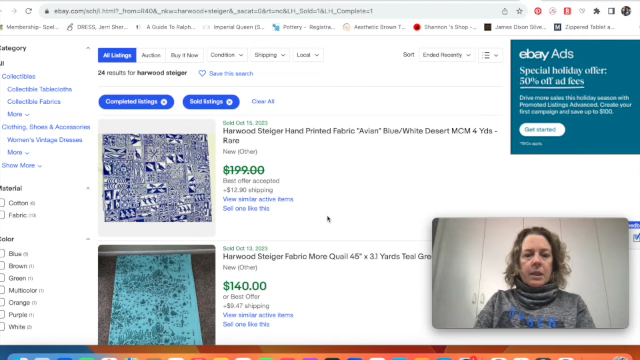 ebay.com/sch/i.html?_from=R40&_nkw=harwood+steiger&_sacat=0&rt=nc&LH_Sold=1&LH_Complete=1
Membership- Spell
DRESS, Jerri Sher
Imperial Queen (S
Pottery - Registra
Aesthetic Brown T
A Guide To Ralph
Shannon 's Shop -
James Dixon Silver
Zippered Tablet a
Category
All
Collectibles
Collectible Tablecloths
Collectible Fabrics
More
Clothing, Shoes & Accessories
Women's Vintage Dresses
More
Show More
Material
Cotton (6)
Fabric (13)
Color
Blue (9)
Brown (1)
Green (1)
Multicolor (1)
Orange (1)
Purple (1)
White (2)
All Listings
Auction
Buy It Now
Condition
Shipping
Local
Sort
Ended Recently
24 results for harwood steiger
Save this search
Completed listings
Sold listings
Clear All
Sold Oct 15, 2023
Harwood Steiger Hand Printed Fabric "Avian" Blue/White Desert MCM 4 Yds -
Rare
New (Other)
$199.00
Best offer accepted
+$12.90 shipping
View similar active items
Sell one like this
Sold Oct 13, 2023
Harwood Steiger Fabric More Quail 45" x 3.1 Yards Teal Gre
New (Other)
$140.00
or Best Offer
+$9.47 shipping
View similar active items
Sell one like this
ebay Ads
Special holiday offer:
50% off ad fees
Drive more sales this holiday season with
Promoted Listings Advanced. Create your
first campaign and save up to $100.
Get started